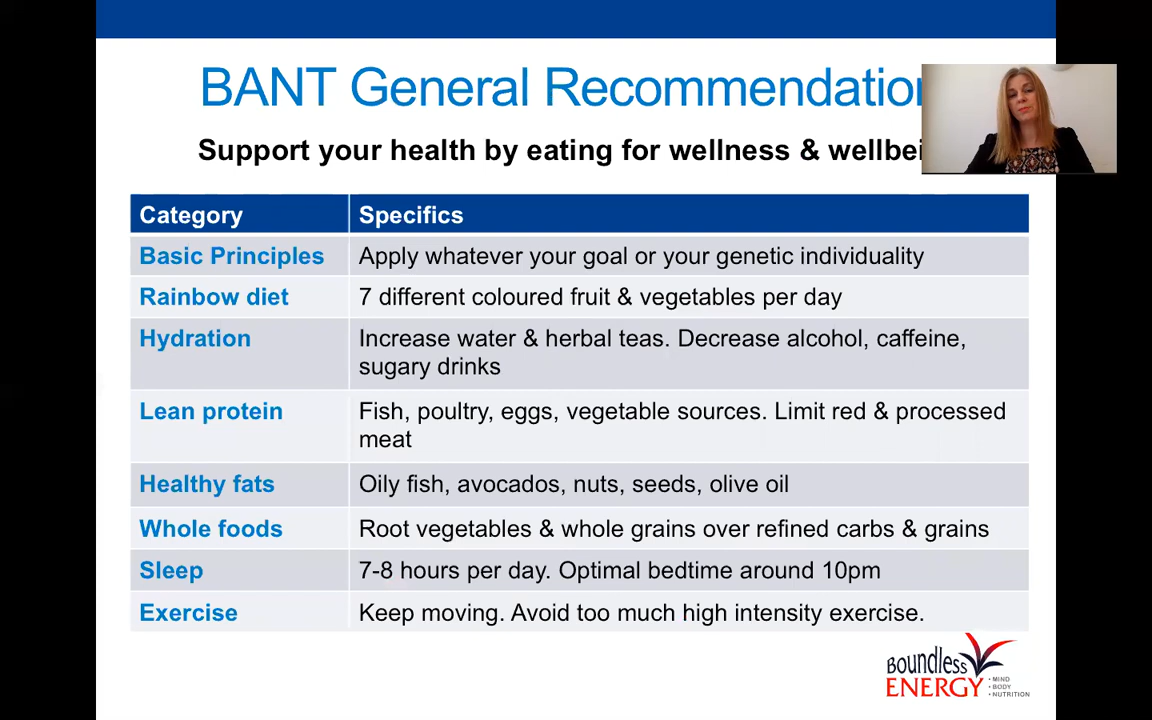 BANT General Recommendation
Support your health by eating for wellness & wellbei
Category Specifics
Basic Principles Apply whatever your goal or your genetic individuality
Rainbow diet 7 different coloured fruit & vegetables per day
Hydration Increase water & herbal teas. Decrease alcohol, caffeine,
sugary drinks
Lean protein Fish, poultry, eggs, vegetable sources. Limit red & processed
meat
Healthy fats Oily fish, avocados, nuts, seeds, olive oil
Whole foods Root vegetables & whole grains over refined carbs & grains
Sleep 7-8 hours per day. Optimal bedtime around 10pm
Exercise Keep moving. Avoid too much high intensity exercise.
Boundless
ENERGY
• MIND
• BODY
• NUTRITION